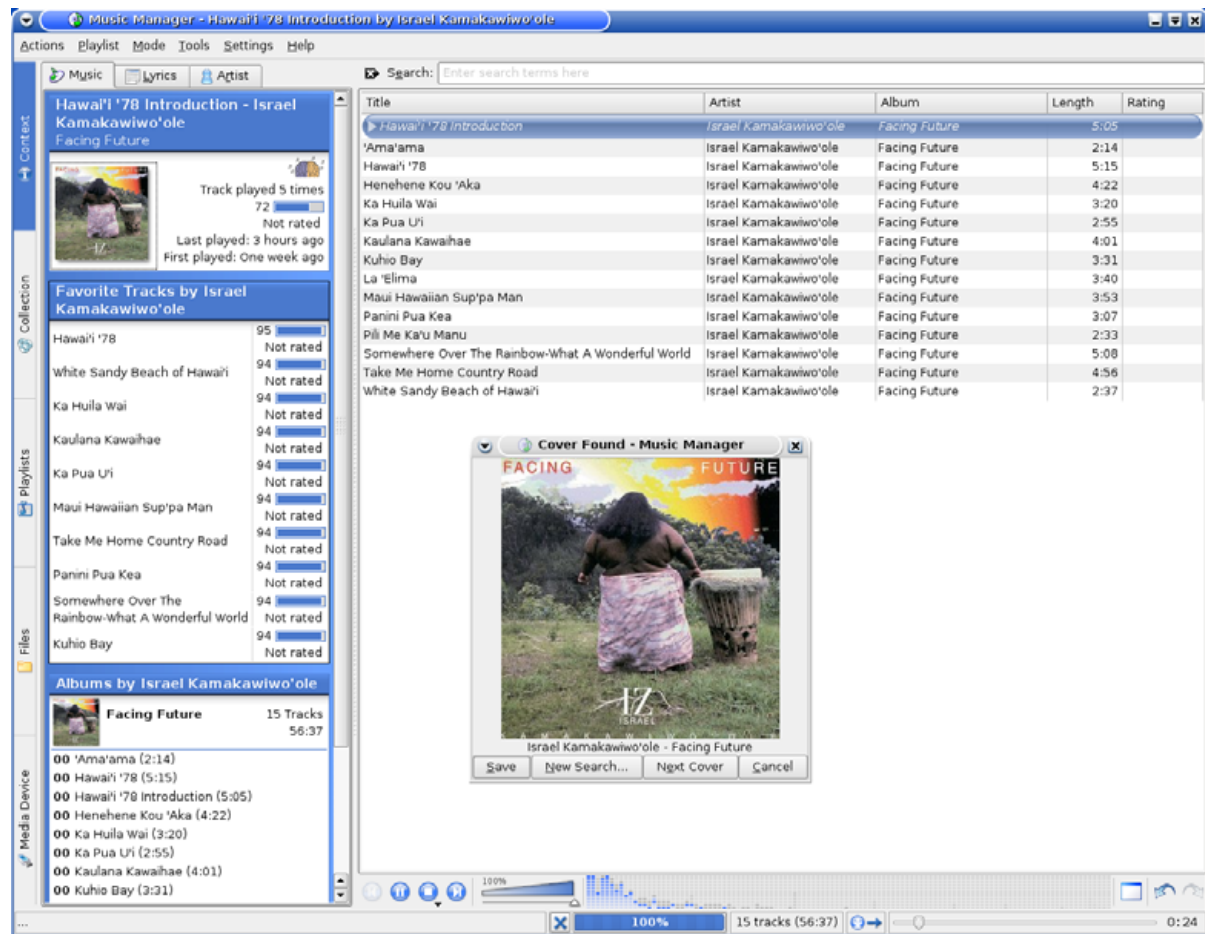 Music Manager - Hawai'i '78 Introduction by Israel Kamakawiwo'ole
Actions Playlist Mode Tools Settings Help
Context
Collection
Playlists
Files
Media Device
Music Lyrics Artist
Hawai'i '78 Introduction - Israel
Kamakawiwo'ole
Facing Future
Track played 5 times
72
Not rated
Last played: 3 hours ago
First played: One week ago
Favorite Tracks by Israel
Kamakawiwo'ole
Hawai'i '78 95
Not rated
White Sandy Beach of Hawai'i 94
Not rated
Ka Huila Wai 94
Not rated
Kaulana Kawaihae 94
Not rated
Ka Pua U'i 94
Not rated
Maui Hawaiian Sup'pa Man 94
Not rated
Take Me Home Country Road 94
Not rated
Panini Pua Kea 94
Not rated
Somewhere Over The 94
Rainbow-What A Wonderful World Not rated
Kuhio Bay 94
Not rated
Albums by Israel Kamakawiwo'ole
Facing Future 15 Tracks
56:37
00 'Ama'ama (2:14)
00 Hawai'i '78 (5:15)
00 Hawai'i '78 Introduction (5:05)
00 Henehene Kou 'Aka (4:22)
00 Ka Huila Wai (3:20)
00 Ka Pua U'i (2:55)
00 Kaulana Kawaihae (4:01)
00 Kuhio Bay (3:31)
Search: Enter search terms here
Title Artist Album Length Rating
Hawai'i '78 Introduction Israel Kamakawiwo'ole Facing Future 5:05
'Ama'ama Israel Kamakawiwo'ole Facing Future 2:14
Hawai'i '78 Israel Kamakawiwo'ole Facing Future 5:15
Henehene Kou 'Aka Israel Kamakawiwo'ole Facing Future 4:22
Ka Huila Wai Israel Kamakawiwo'ole Facing Future 3:20
Ka Pua U'i Israel Kamakawiwo'ole Facing Future 2:55
Kaulana Kawaihae Israel Kamakawiwo'ole Facing Future 4:01
Kuhio Bay Israel Kamakawiwo'ole Facing Future 3:31
La 'Elima Israel Kamakawiwo'ole Facing Future 3:40
Maui Hawaiian Sup'pa Man Israel Kamakawiwo'ole Facing Future 3:53
Panini Pua Kea Israel Kamakawiwo'ole Facing Future 3:07
Pili Me Ka'u Manu Israel Kamakawiwo'ole Facing Future 2:33
Somewhere Over The Rainbow-What A Wonderful World Israel Kamakawiwo'ole Facing Future 5:08
Take Me Home Country Road Israel Kamakawiwo'ole Facing Future 4:56
White Sandy Beach of Hawai'i Israel Kamakawiwo'ole Facing Future 2:37
Cover Found - Music Manager
FACING FUTURE
IZ
ISRAEL
Israel Kamakawiwo'ole - Facing Future
Save New Search... Next Cover Cancel
100%
... 100% 15 tracks (56:37) 0:24